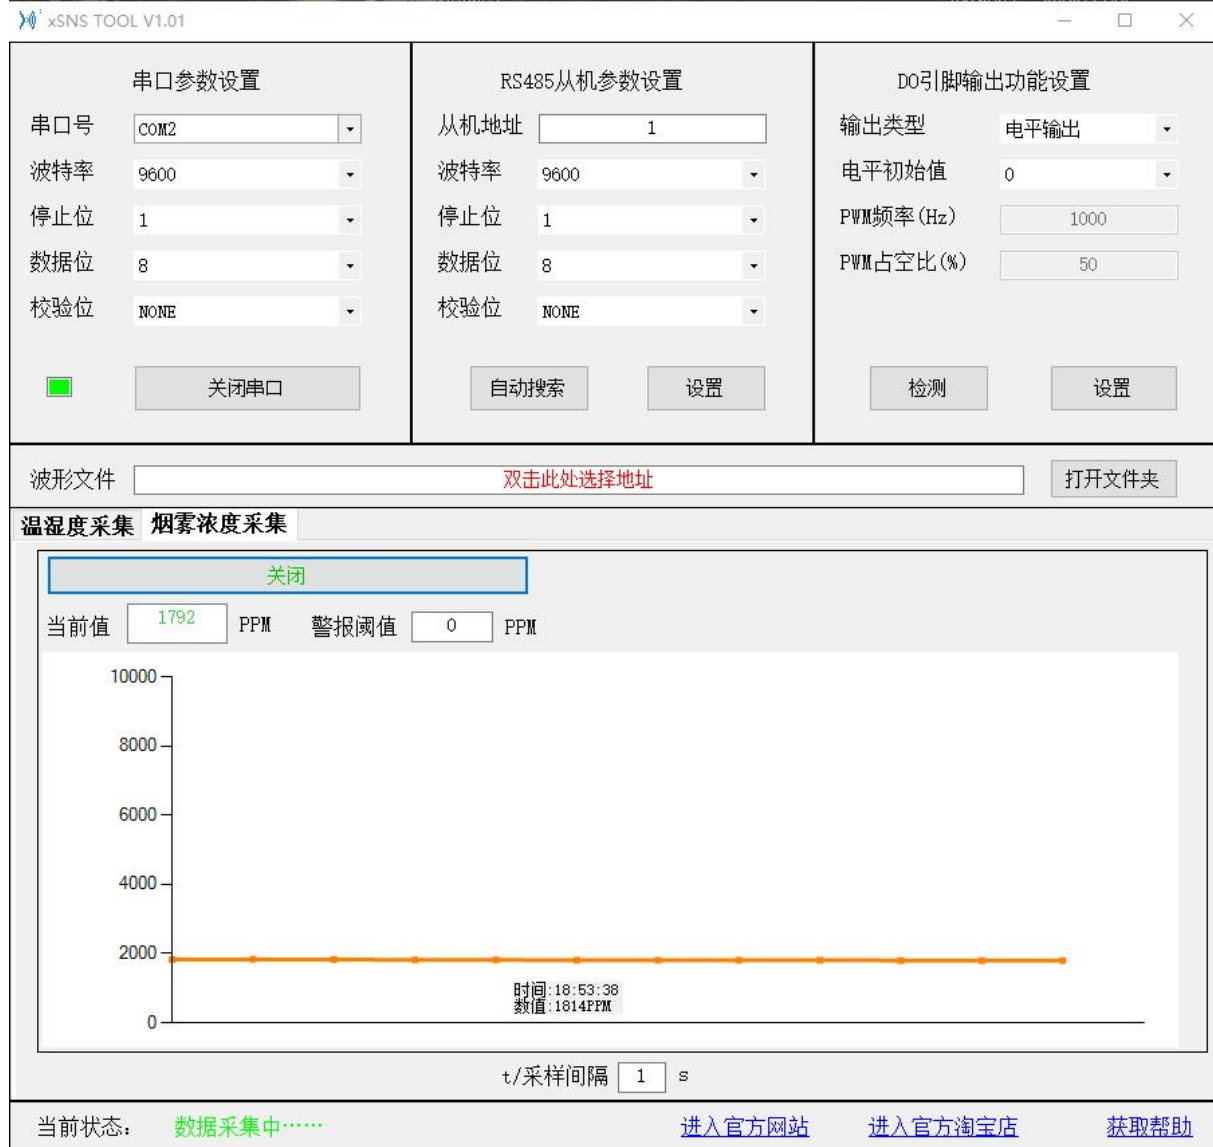 xSNS TOOL V1.01
串口参数设置
串口号 COM2
波特率 9600
停止位 1
数据位 8
校验位 NONE
关闭串口
RS485从机参数设置
从机地址 1
波特率 9600
停止位 1
数据位 8
校验位 NONE
自动搜索 设置
DO引脚输出功能设置
输出类型 电平输出
电平初始值 0
PWM频率(Hz) 1000
PWM占空比(%) 50
检测 设置
波形文件 双击此处选择地址 打开文件夹
温湿度采集 烟雾浓度采集
关闭
当前值 1792 PPM 警报阈值 0 PPM
10000
8000
6000
4000
2000
0
时间:18:53:38
数值:1814PPM
t/采样间隔 1 s
当前状态： 数据采集中…… 进入官方网站 进入官方淘宝店 获取帮助